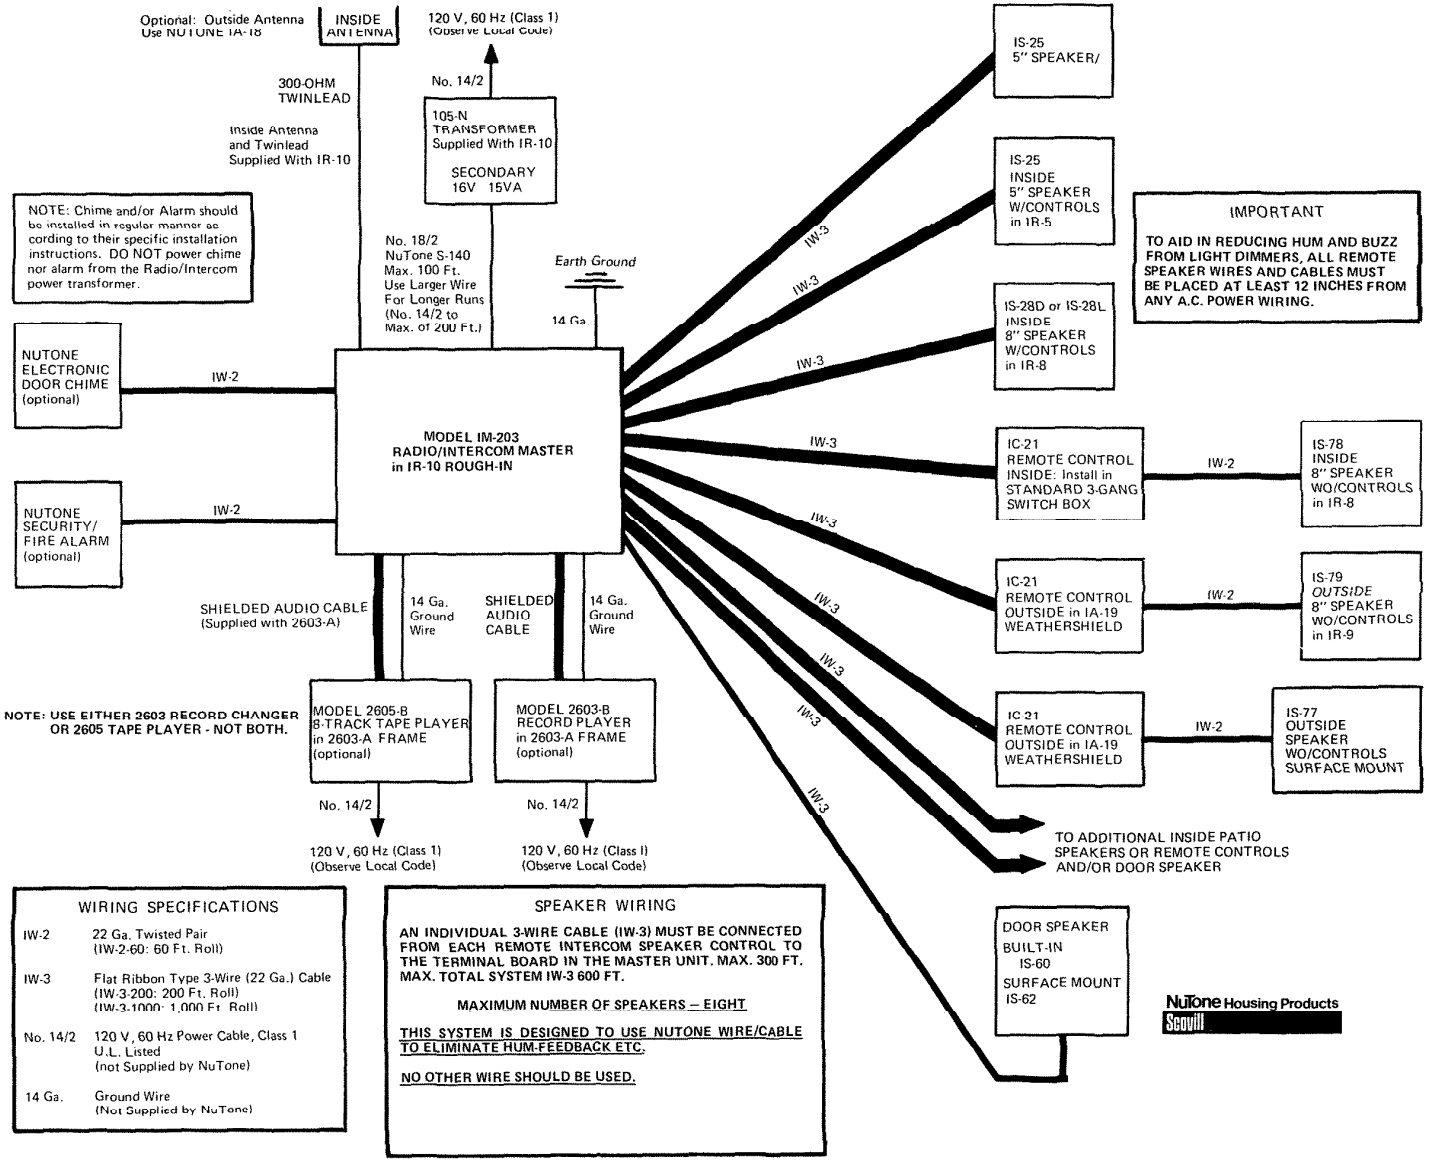 Optional: Outside Antenna
Use NUTONE IA-18
INSIDE
ANTENNA
120 V, 60 Hz (Class 1)
(Observe Local Code)
300-OHM
TWINLEAD
Inside Antenna
and Twinlead
Supplied With IR-10
No. 14/2
105-N
TRANSFORMER
Supplied With IR-10
SECONDARY
16V 15VA
No. 18/2
NuTone S-140
Max. 100 Ft.
Use Larger Wire
For Longer Runs
(No. 14/2 to
Max. of 200 Ft.)
Earth Ground
14 Ga.
NOTE: Chime and/or Alarm should
be installed in regular manner ac
cording to their specific installation
instructions. DO NOT power chime
nor alarm from the Radio/Intercom
power transformer.
NUTONE
ELECTRONIC
DOOR CHIME
(optional)
IW-2
NUTONE
SECURITY/
FIRE ALARM
(optional)
IW-2
MODEL IM-203
RADIO/INTERCOM MASTER
in IR-10 ROUGH-IN
IW-3
IW-3
IW-3
IW-3
IW-3
IW-3
IW-3
IW-3
IW-3
IS-25
5" SPEAKER/
IS-25
INSIDE
5" SPEAKER
W/CONTROLS
in IR-5
IS-28D or IS-28L
INSIDE
8" SPEAKER
W/CONTROLS
in IR-8
IMPORTANT
TO AID IN REDUCING HUM AND BUZZ
FROM LIGHT DIMMERS, ALL REMOTE
SPEAKER WIRES AND CABLES MUST
BE PLACED AT LEAST 12 INCHES FROM
ANY A.C. POWER WIRING.
IC-21
REMOTE CONTROL
INSIDE: Install in
STANDARD 3-GANG
SWITCH BOX
IW-2
IS-78
INSIDE
8" SPEAKER
WO/CONTROLS
in IR-8
IC-21
REMOTE CONTROL
OUTSIDE in IA-19
WEATHERSHIELD
IW-2
IS-79
OUTSIDE
8" SPEAKER
WO/CONTROLS
in IR-9
IC-21
REMOTE CONTROL
OUTSIDE in IA-19
WEATHERSHIELD
IW-2
IS-77
OUTSIDE
SPEAKER
WO/CONTROLS
SURFACE MOUNT
TO ADDITIONAL INSIDE PATIO
SPEAKERS OR REMOTE CONTROLS
AND/OR DOOR SPEAKER
DOOR SPEAKER
BUILT-IN
IS-60
SURFACE MOUNT
IS-62
SHIELDED AUDIO CABLE
(Supplied with 2603-A)
14 Ga.
Ground
Wire
SHIELDED
AUDIO
CABLE
14 Ga.
Ground
Wire
NOTE: USE EITHER 2603 RECORD CHANGER
OR 2605 TAPE PLAYER - NOT BOTH.
MODEL 2605-B
8-TRACK TAPE PLAYER
in 2603-A FRAME
(optional)
MODEL 2603-B
RECORD PLAYER
in 2603-A FRAME
(optional)
No. 14/2
120 V, 60 Hz (Class 1)
(Observe Local Code)
No. 14/2
120 V, 60 Hz (Class I)
(Observe Local Code)
WIRING SPECIFICATIONS
IW-2 22 Ga. Twisted Pair
(IW-2-60: 60 Ft. Roll)
IW-3 Flat Ribbon Type 3-Wire (22 Ga.) Cable
(IW-3-200: 200 Ft. Roll)
(IW-3-1000: 1,000 Ft. Roll)
No. 14/2 120 V, 60 Hz Power Cable, Class 1
U.L. Listed
(not Supplied by NuTone)
14 Ga. Ground Wire
(Not Supplied by NuTone)
SPEAKER WIRING
AN INDIVIDUAL 3-WIRE CABLE (IW-3) MUST BE CONNECTED
FROM EACH REMOTE INTERCOM SPEAKER CONTROL TO
THE TERMINAL BOARD IN THE MASTER UNIT. MAX. 300 FT.
MAX. TOTAL SYSTEM IW-3 600 FT.
MAXIMUM NUMBER OF SPEAKERS – EIGHT
THIS SYSTEM IS DESIGNED TO USE NUTONE WIRE/CABLE
TO ELIMINATE HUM-FEEDBACK ETC.
NO OTHER WIRE SHOULD BE USED.
NuTone Housing Products
Scovill